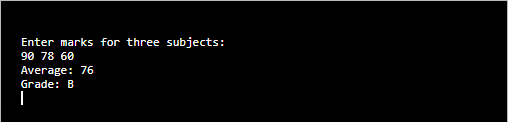 Enter marks for three subjects:
90 78 60
Average: 76
Grade: B